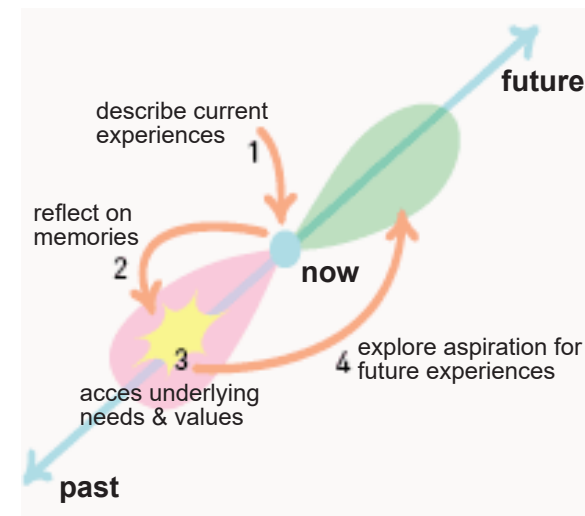 future
describe current
experiences
1
reflect on
memories
2
now
3
acces underlying
needs & values
4
explore aspiration for
future experiences
past